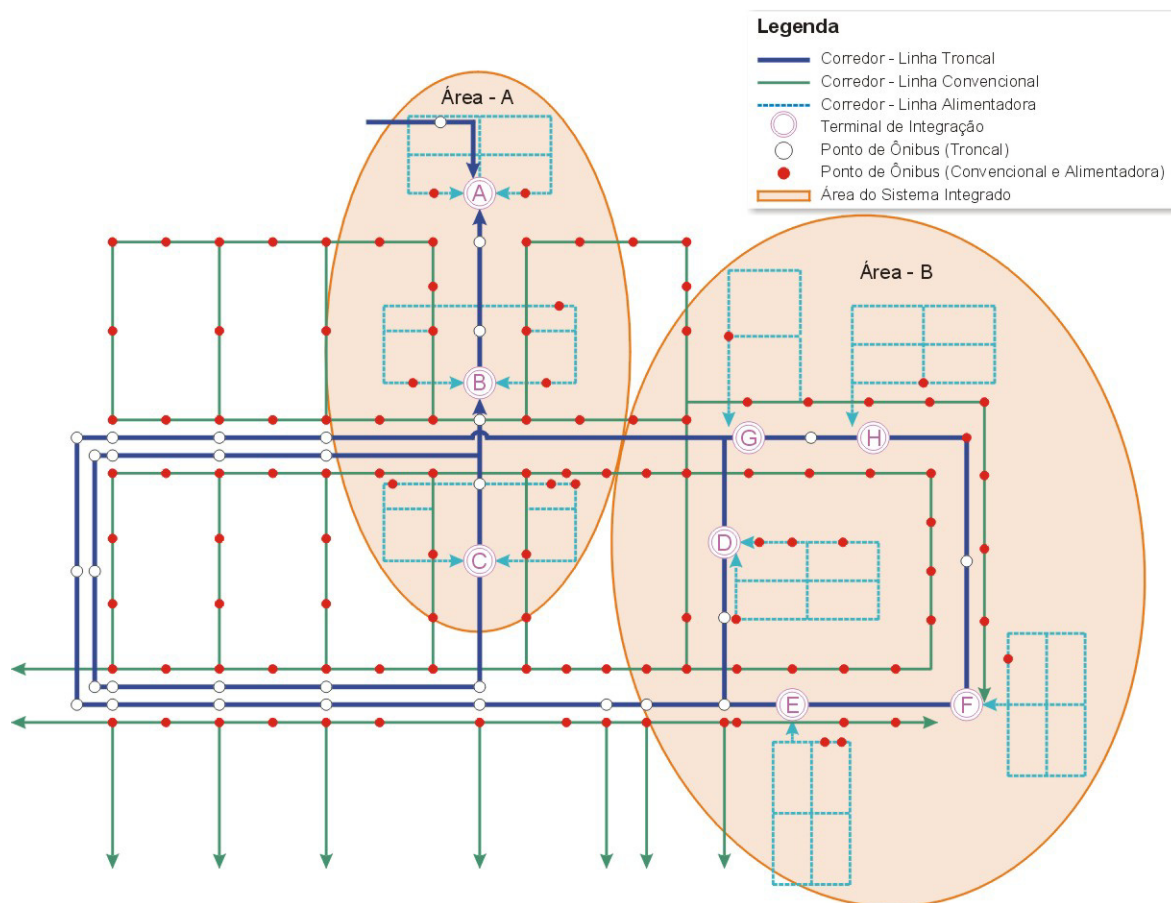 Legenda
Corredor - Linha Troncal
Corredor - Linha Convencional
Corredor - Linha Alimentadora
Terminal de Integração
Ponto de Ônibus (Troncal)
Ponto de Ônibus (Convencional e Alimentadora)
Área do Sistema Integrado
Área - A
A
B
C
Área - B
G
H
D
E
F